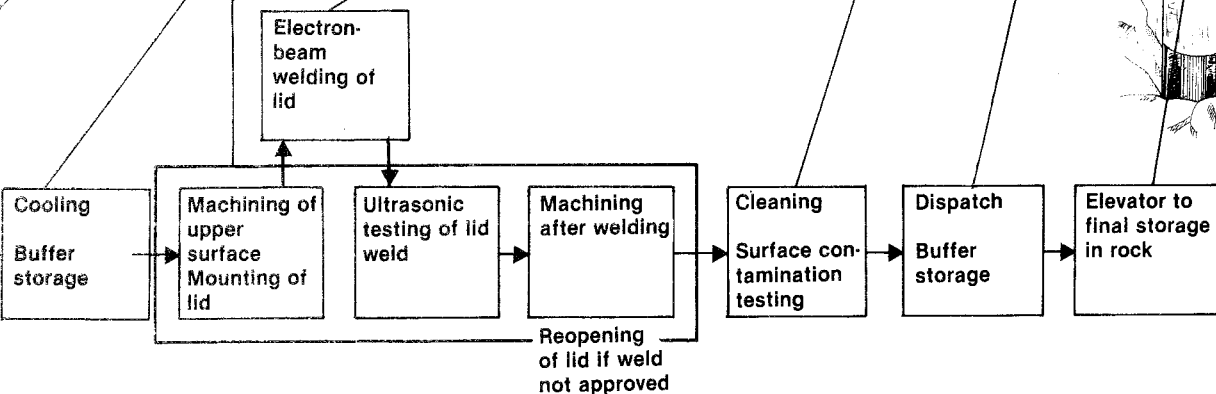 Electron-
beam
welding of
lid
Cooling
Buffer
storage
Machining of
upper
surface
Mounting of
lid
Ultrasonic
testing of lid
weld
Machining
after welding
Cleaning
Surface con-
tamination
testing
Dispatch
Buffer
storage
Elevator to
final storage
in rock
Reopening
of lid if weld
not approved